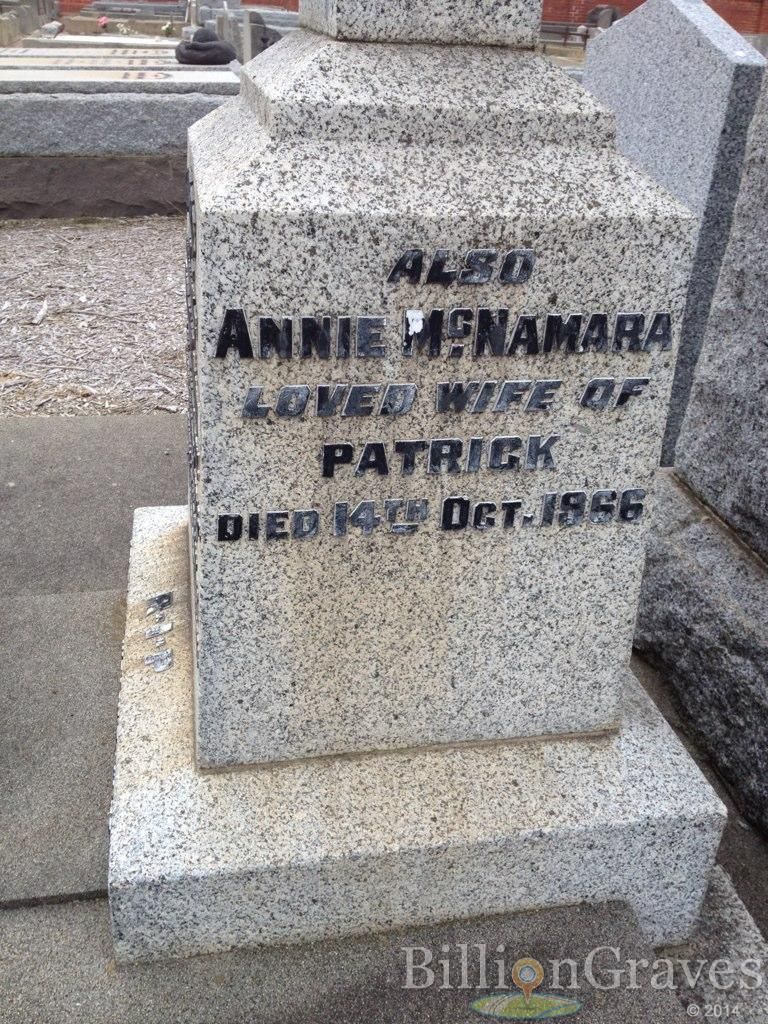 ALSO
ANNIE McNAMARA
LOVED WIFE OF
PATRICK
DIED 14TH OCT. 1966
R.I.P
BillionGraves
© 2014